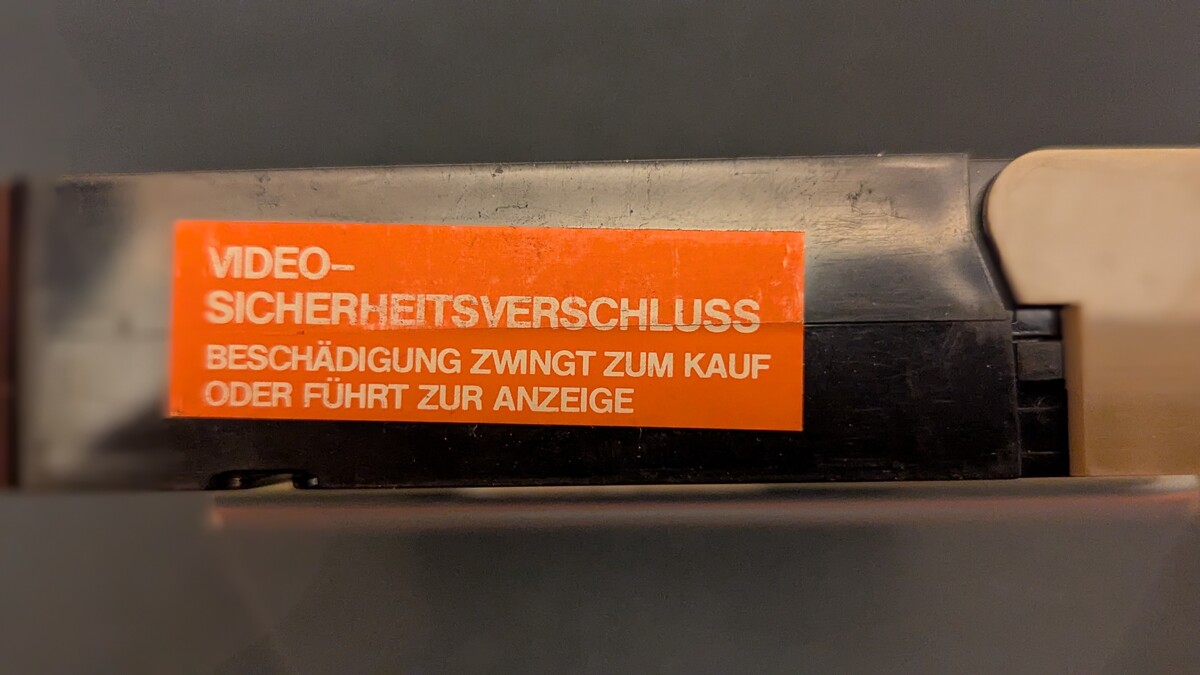 VIDEO–
SICHERHEITSVERSCHLUSS
BESCHÄDIGUNG ZWINGT ZUM KAUF
ODER FÜHRT ZUR ANZEIGE